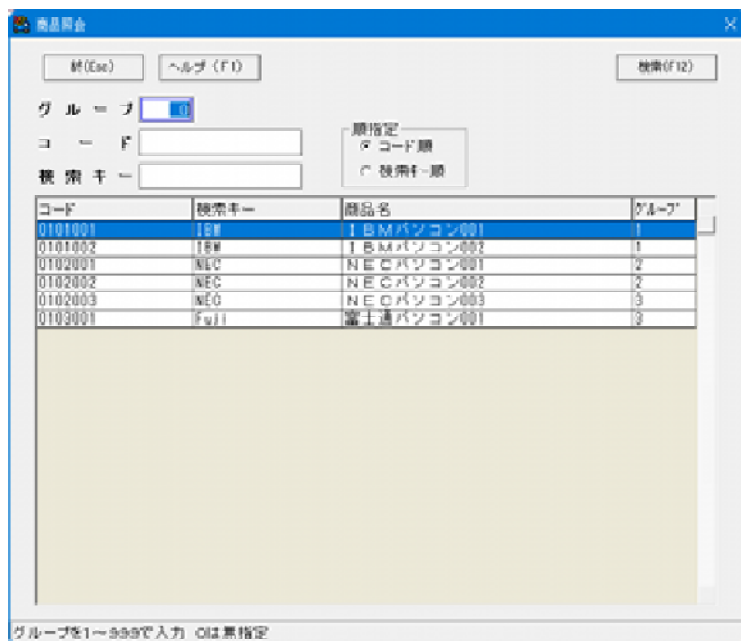 商品照会
終(Esc) ヘルプ (F1) 検索(F12)
グループ 0
コード
検索キー
順指定
コード順
検索キー順
コード 検索キー 商品名 グループ
0101001 IBM IBMパソコン001 1
0101002 IBM IBMパソコン002 1
0102001 NEC NECパソコン001 2
0102002 NEC NECパソコン002 2
0102003 NEC NECパソコン003 3
0103001 Fuji 富士通パソコン001 3
グループを1~999で入力 0は無指定